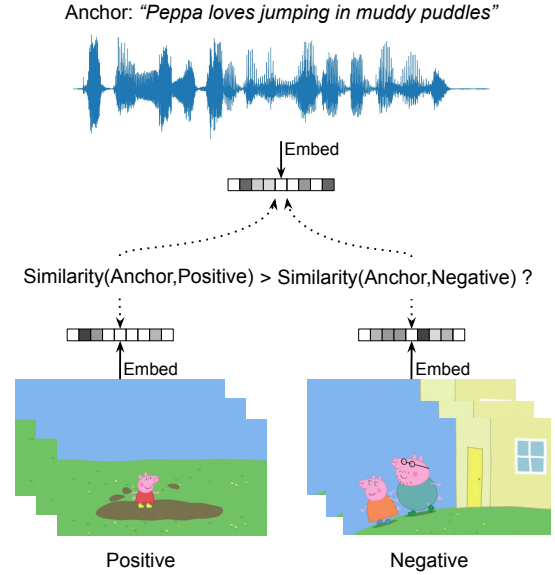 Anchor: “Peppa loves jumping in muddy puddles”
Embed
Similarity(Anchor,Positive) > Similarity(Anchor,Negative) ?
Embed
Embed
Positive
Negative